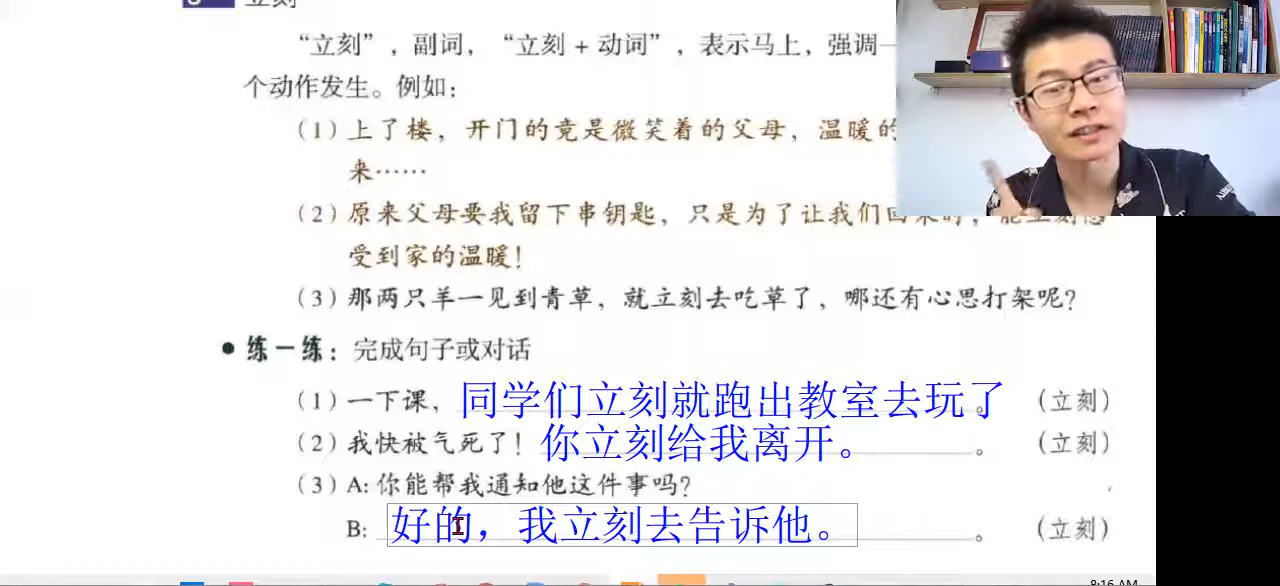 “立刻”，副词，“立刻 + 动词”，表示马上，强调一
个动作发生。例如：
（1）上了楼，开门的竟是微笑着的父母，温暖的
来……
（2）原来父母要我留下串钥匙，只是为了让我们回来时，能立刻感
受到家的温暖！
（3）那两只羊一见到青草，就立刻去吃草了，哪还有心思打架呢？
● 练一练：完成句子或对话
（1）一下课，同学们立刻就跑出教室去玩了。（立刻）
（2）我快被气死了！你立刻给我离开。。（立刻）
（3）A: 你能帮我通知他这件事吗？
B: 好的，我立刻去告诉他。。（立刻）